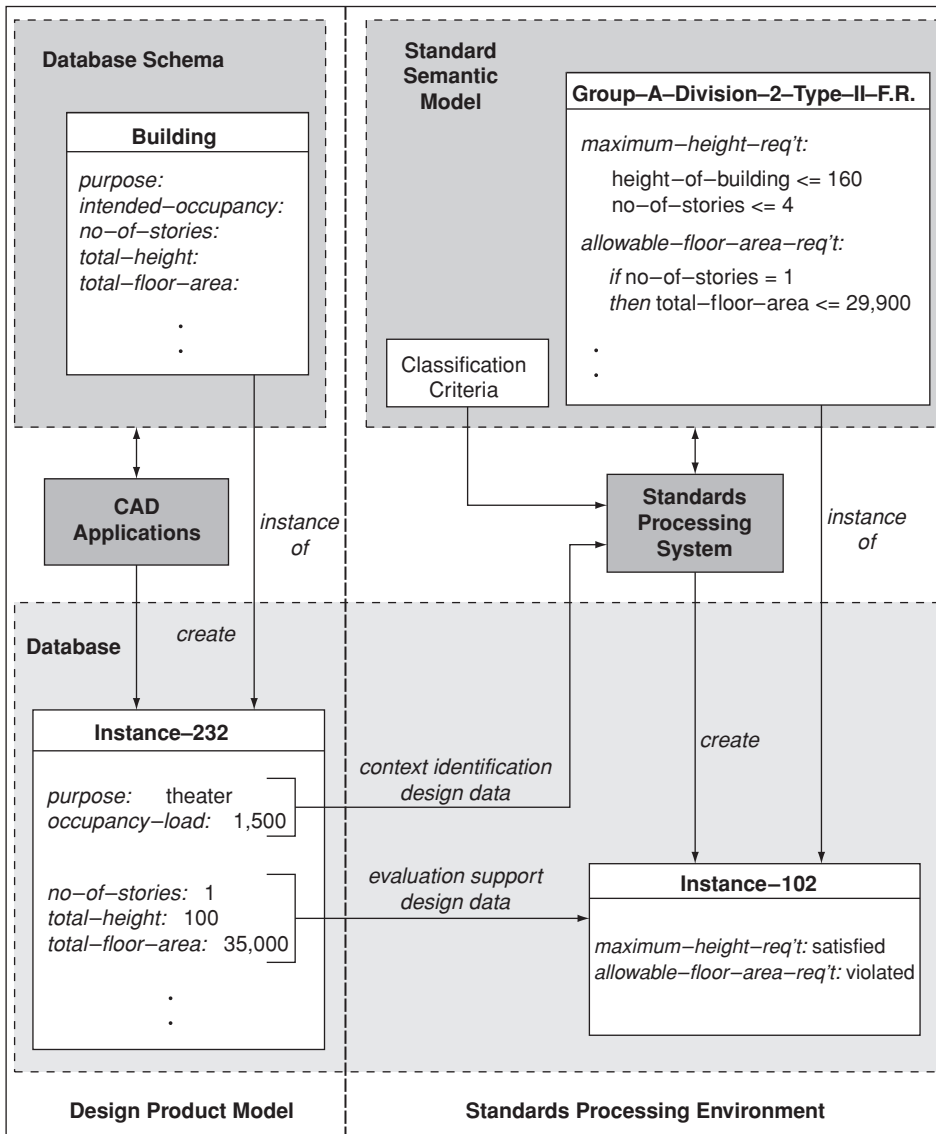 Database Schema
Building
purpose:
intended–occupancy:
no–of–stories:
total–height:
total–floor–area:
.
.
Standard
Semantic
Model
Group–A–Division–2–Type–II–F.R.
maximum–height–req't:
height–of–building <= 160
no–of–stories <= 4
allowable–floor–area–req't:
if no–of–stories = 1
then total–floor–area <= 29,900
.
.
Classification
Criteria
CAD
Applications
instance
of
Standards
Processing
System
instance
of
Database
create
Instance–232
purpose: theater
occupancy–load: 1,500
no–of–stories: 1
total–height: 100
total–floor–area: 35,000
.
.
context identification
design data
create
evaluation support
design data
Instance–102
maximum–height–req't: satisfied
allowable–floor–area–req't: violated
Design Product Model
Standards Processing Environment